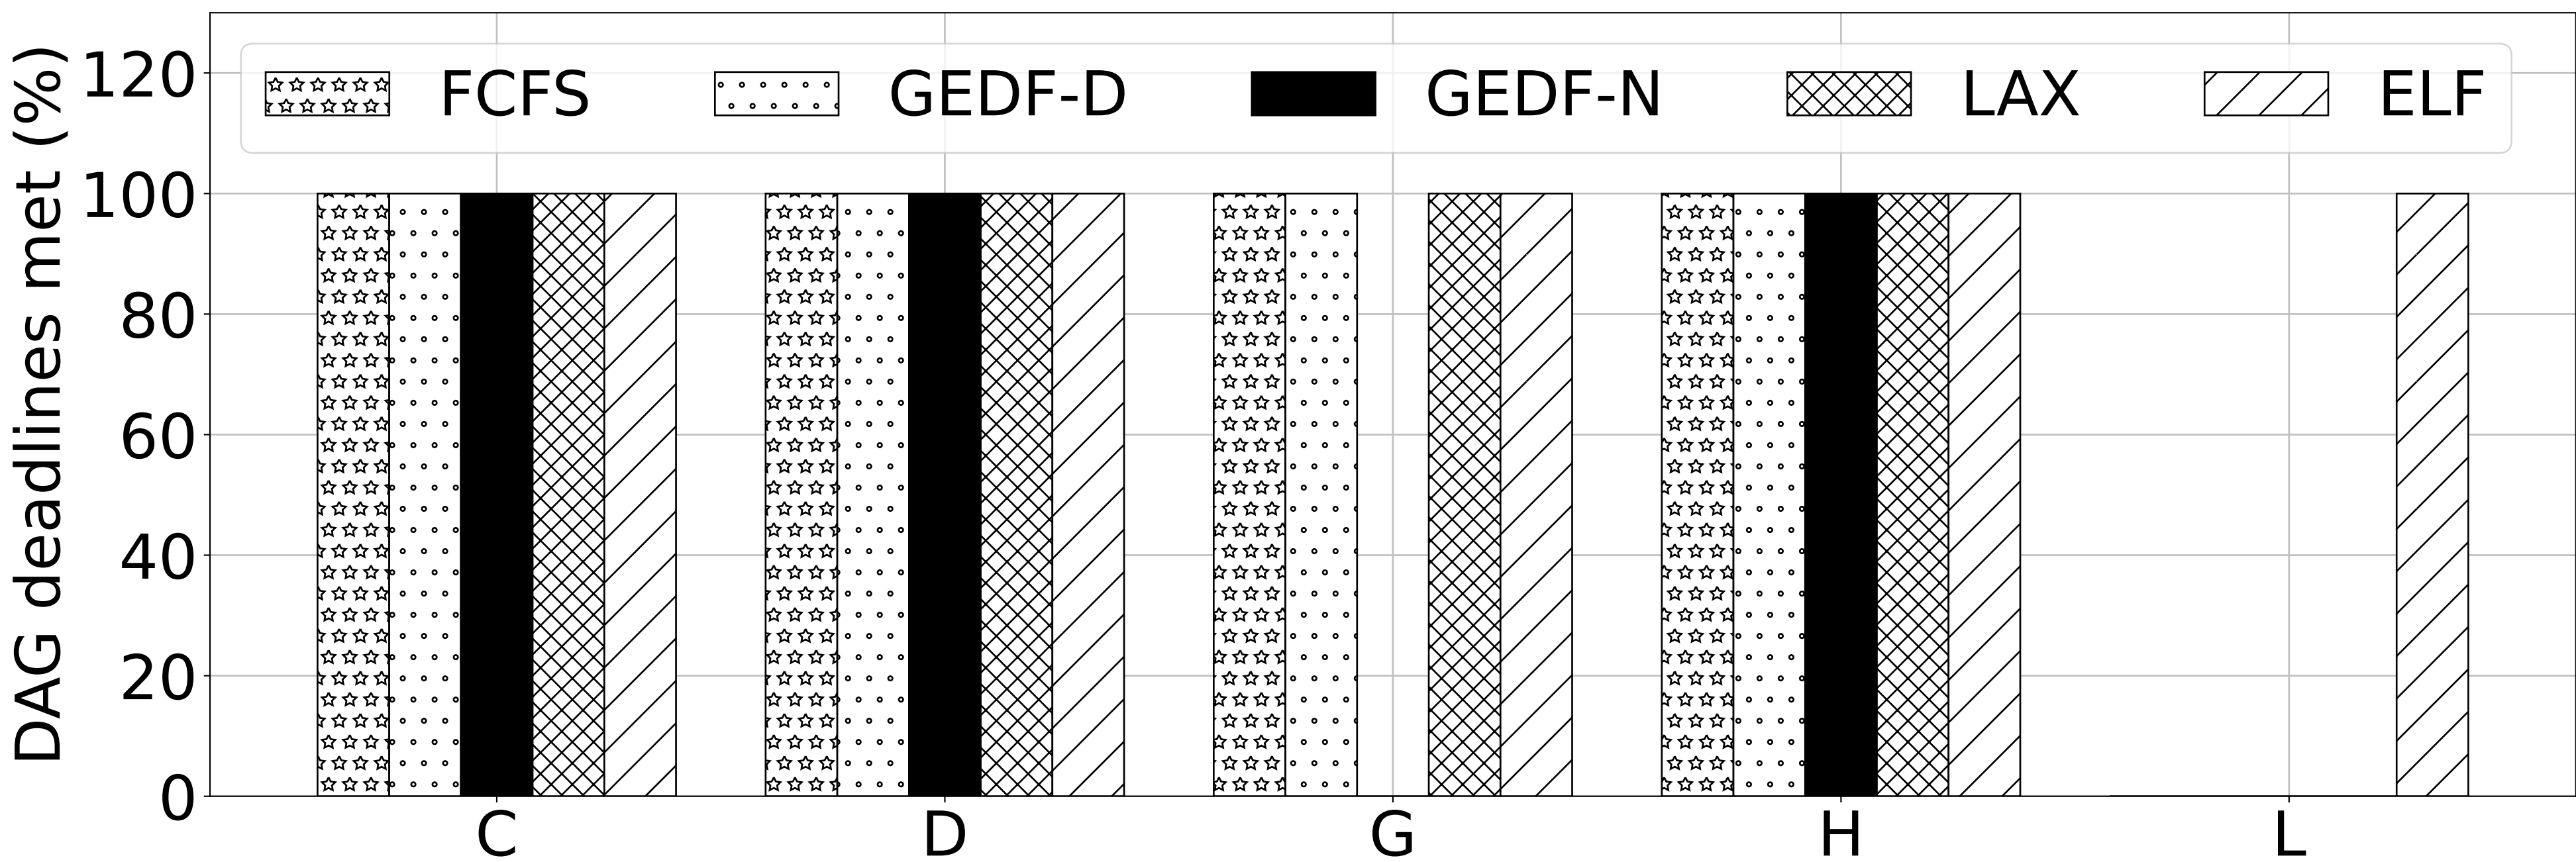 DAG deadlines met (%)
120
100
80
60
40
20
0
FCFS GEDF-D GEDF-N LAX ELF
C D G H L